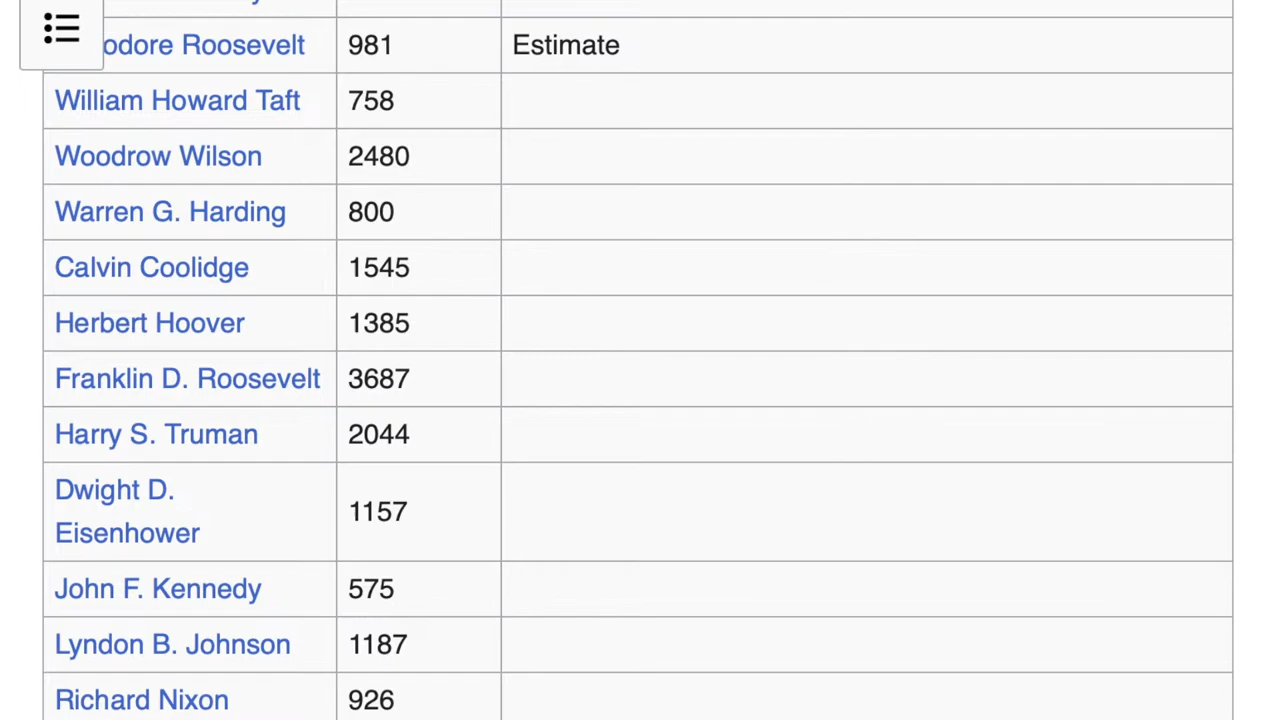 odore Roosevelt 981 Estimate
William Howard Taft 758
Woodrow Wilson 2480
Warren G. Harding 800
Calvin Coolidge 1545
Herbert Hoover 1385
Franklin D. Roosevelt 3687
Harry S. Truman 2044
Dwight D.
Eisenhower 1157
John F. Kennedy 575
Lyndon B. Johnson 1187
Richard Nixon 926